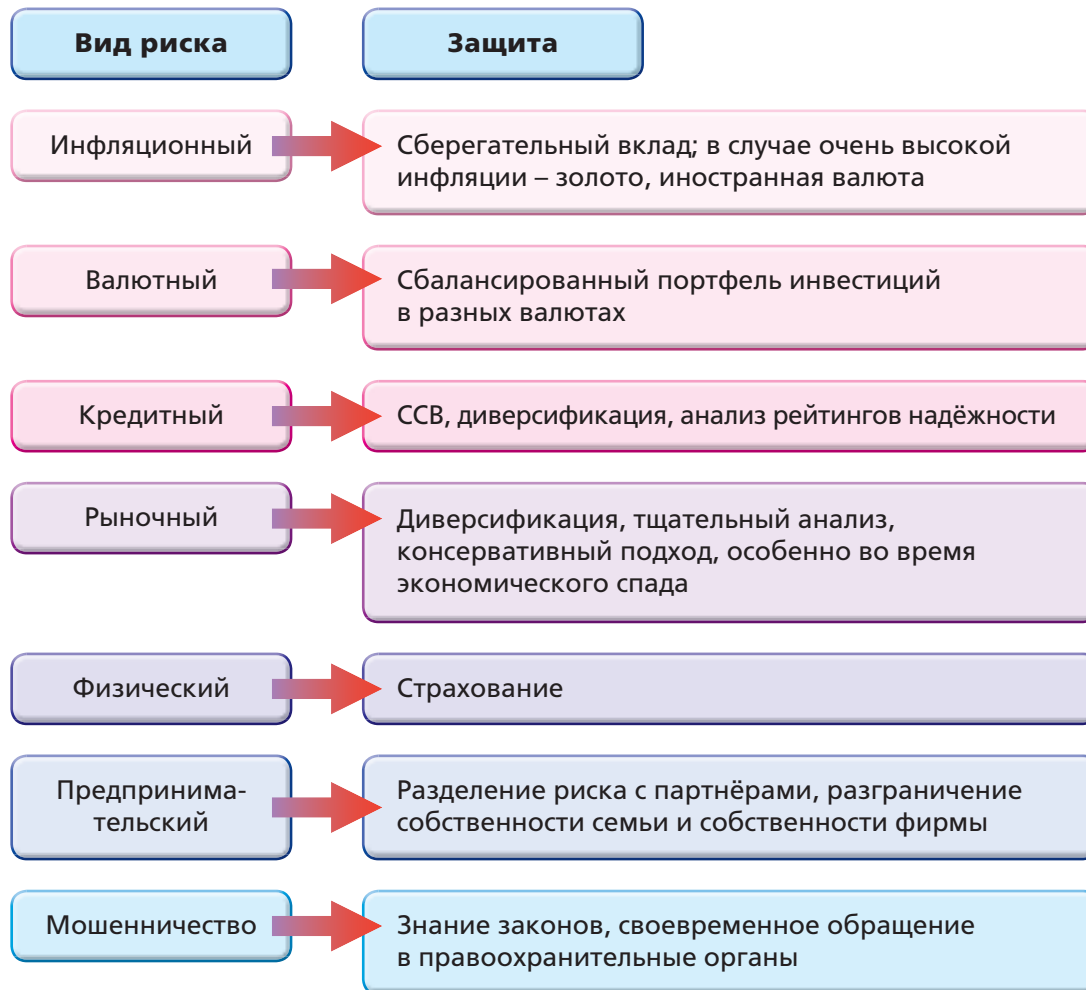 Вид риска
Защита
Инфляционный
Сберегательный вклад; в случае очень высокой
инфляции – золото, иностранная валюта
Валютный
Сбалансированный портфель инвестиций
в разных валютах
Кредитный
ССВ, диверсификация, анализ рейтингов надёжности
Рыночный
Диверсификация, тщательный анализ,
консервативный подход, особенно во время
экономического спада
Физический
Страхование
Предпринима-
тельский
Разделение риска с партнёрами, разграничение
собственности семьи и собственности фирмы
Мошенничество
Знание законов, своевременное обращение
в правоохранительные органы